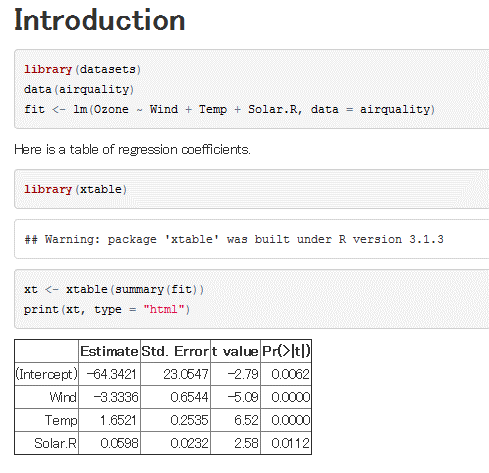 Introduction
library(datasets)
data(airquality)
fit <- lm(Ozone ~ Wind + Temp + Solar.R, data = airquality)
Here is a table of regression coefficients.
library(xtable)
## Warning: package 'xtable' was built under R version 3.1.3
xt <- xtable(summary(fit))
print(xt, type = "html")
Estimate Std. Error t value Pr(>|t|)
(Intercept) -64.3421 23.0547 -2.79 0.0062
Wind -3.3336 0.6544 -5.09 0.0000
Temp 1.6521 0.2535 6.52 0.0000
Solar.R 0.0598 0.0232 2.58 0.0112